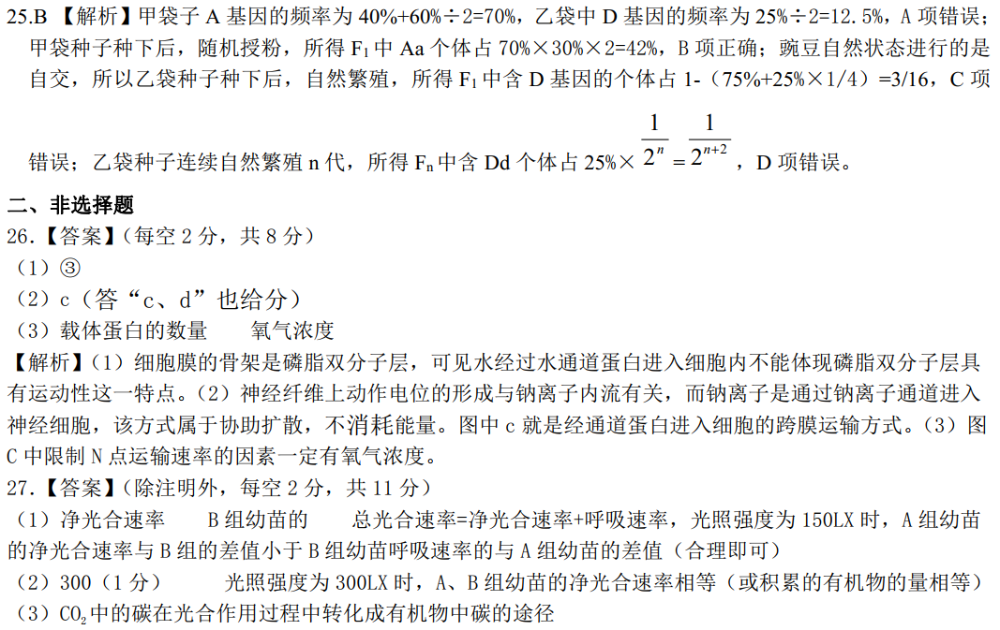 25.B 【解析】甲袋子 A 基因的频率为 40%+60%÷2=70%，乙袋中 D 基因的频率为 25%÷2=12.5%，A 项错误；
甲袋种子种下后，随机授粉，所得 F₁ 中 Aa 个体占 70%×30%×2=42%，B 项正确；豌豆自然状态进行的是
自交，所以乙袋种子种下后，自然繁殖，所得 F₁ 中含 D 基因的个体占 1-（75%+25%×1/4）=3/16，C 项
错误；乙袋种子连续自然繁殖 n 代，所得 Fₙ中含 Dd 个体占 25%× 1/2^n = 1/2^{n+2} ，D 项错误。
二、非选择题
26.【答案】（每空 2 分，共 8 分）
（1）③
（2）c（答“c、d”也给分）
（3）载体蛋白的数量 氧气浓度
【解析】（1）细胞膜的骨架是磷脂双分子层，可见水经过水通道蛋白进入细胞内不能体现磷脂双分子层具
有运动性这一特点。（2）神经纤维上动作电位的形成与钠离子内流有关，而钠离子是通过钠离子通道进入
神经细胞，该方式属于协助扩散，不消耗能量。图中 c 就是经通道蛋白进入细胞的跨膜运输方式。（3）图
C 中限制 N 点运输速率的因素一定有氧气浓度。
27.【答案】（除注明外，每空 2 分，共 11 分）
（1）净光合速率 B 组幼苗的 总光合速率=净光合速率+呼吸速率，光照强度为 150LX 时，A 组幼苗
的净光合速率与 B 组的差值小于 B 组幼苗呼吸速率的与 A 组幼苗的差值（合理即可）
（2）300（1 分） 光照强度为 300LX 时，A、B 组幼苗的净光合速率相等（或积累的有机物的量相等）
（3）CO₂中的碳在光合作用过程中转化成有机物中碳的途径